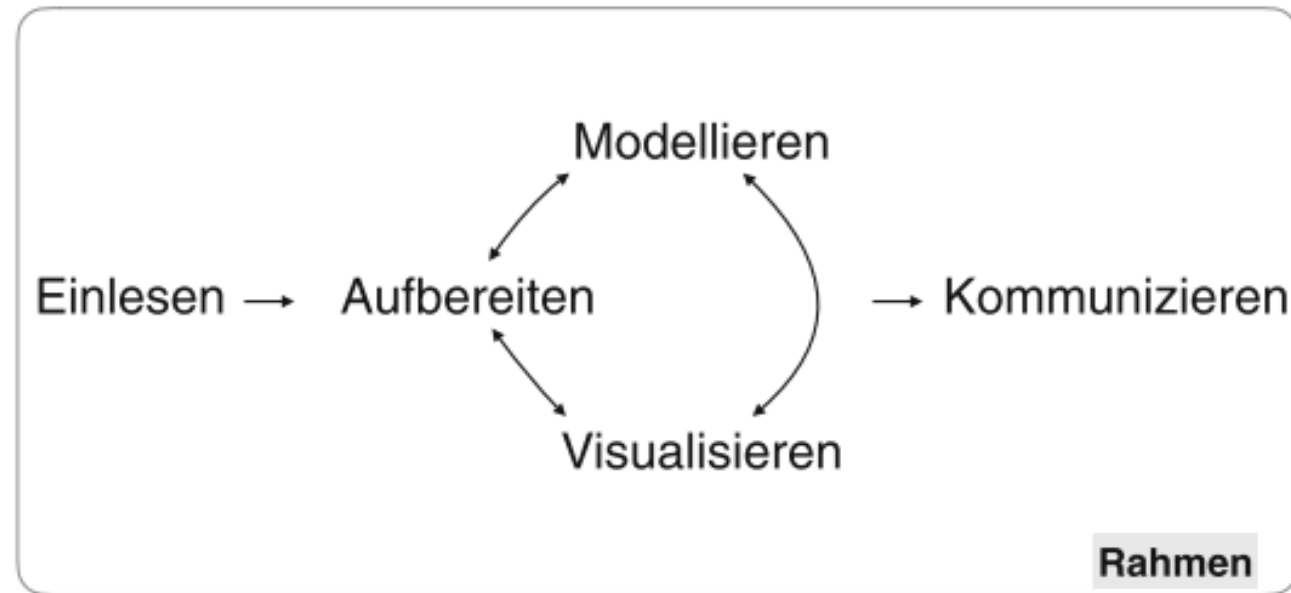 Modellieren
Einlesen
Aufbereiten
Kommunizieren
Visualisieren
Rahmen